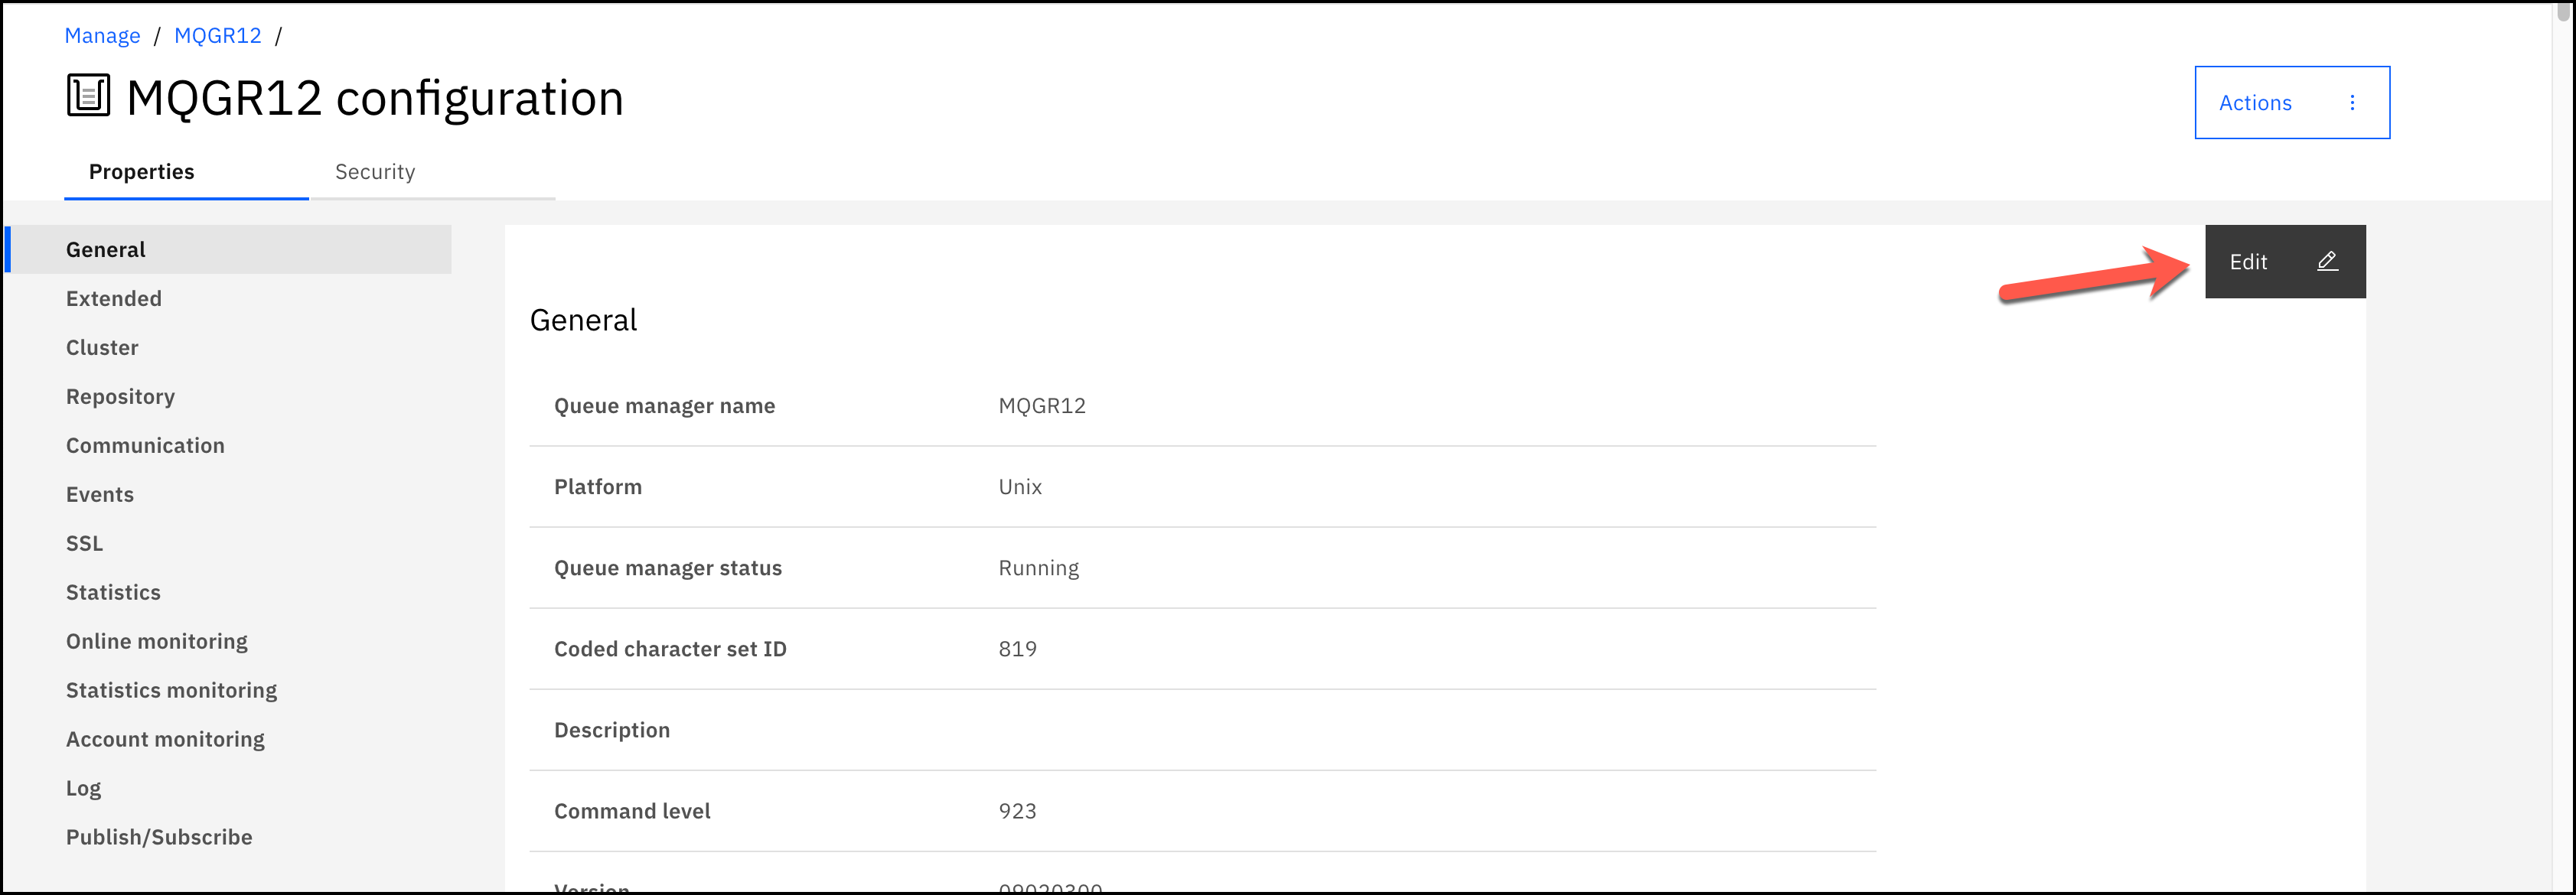 Manage / MQGR12 /
MQGR12 configuration
Actions
Properties Security
General
Extended
Cluster
Repository
Communication
Events
SSL
Statistics
Online monitoring
Statistics monitoring
Account monitoring
Log
Publish/Subscribe
Edit
General
Queue manager name MQGR12
Platform Unix
Queue manager status Running
Coded character set ID 819
Description
Command level 923
Version 09020300